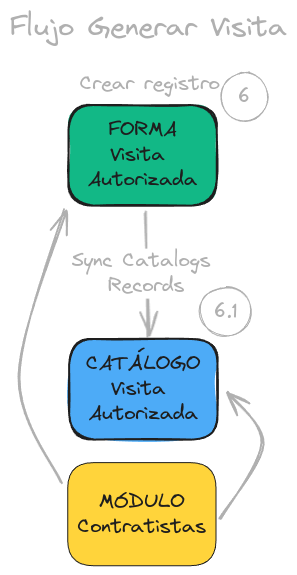 Flujo Generar Visita
Crear registro
6
FORMA
Visita
Autorizada
Sync Catalogs
Records
6.1
CATÁLOGO
Visita
Autorizada
MÓDULO
Contratistas